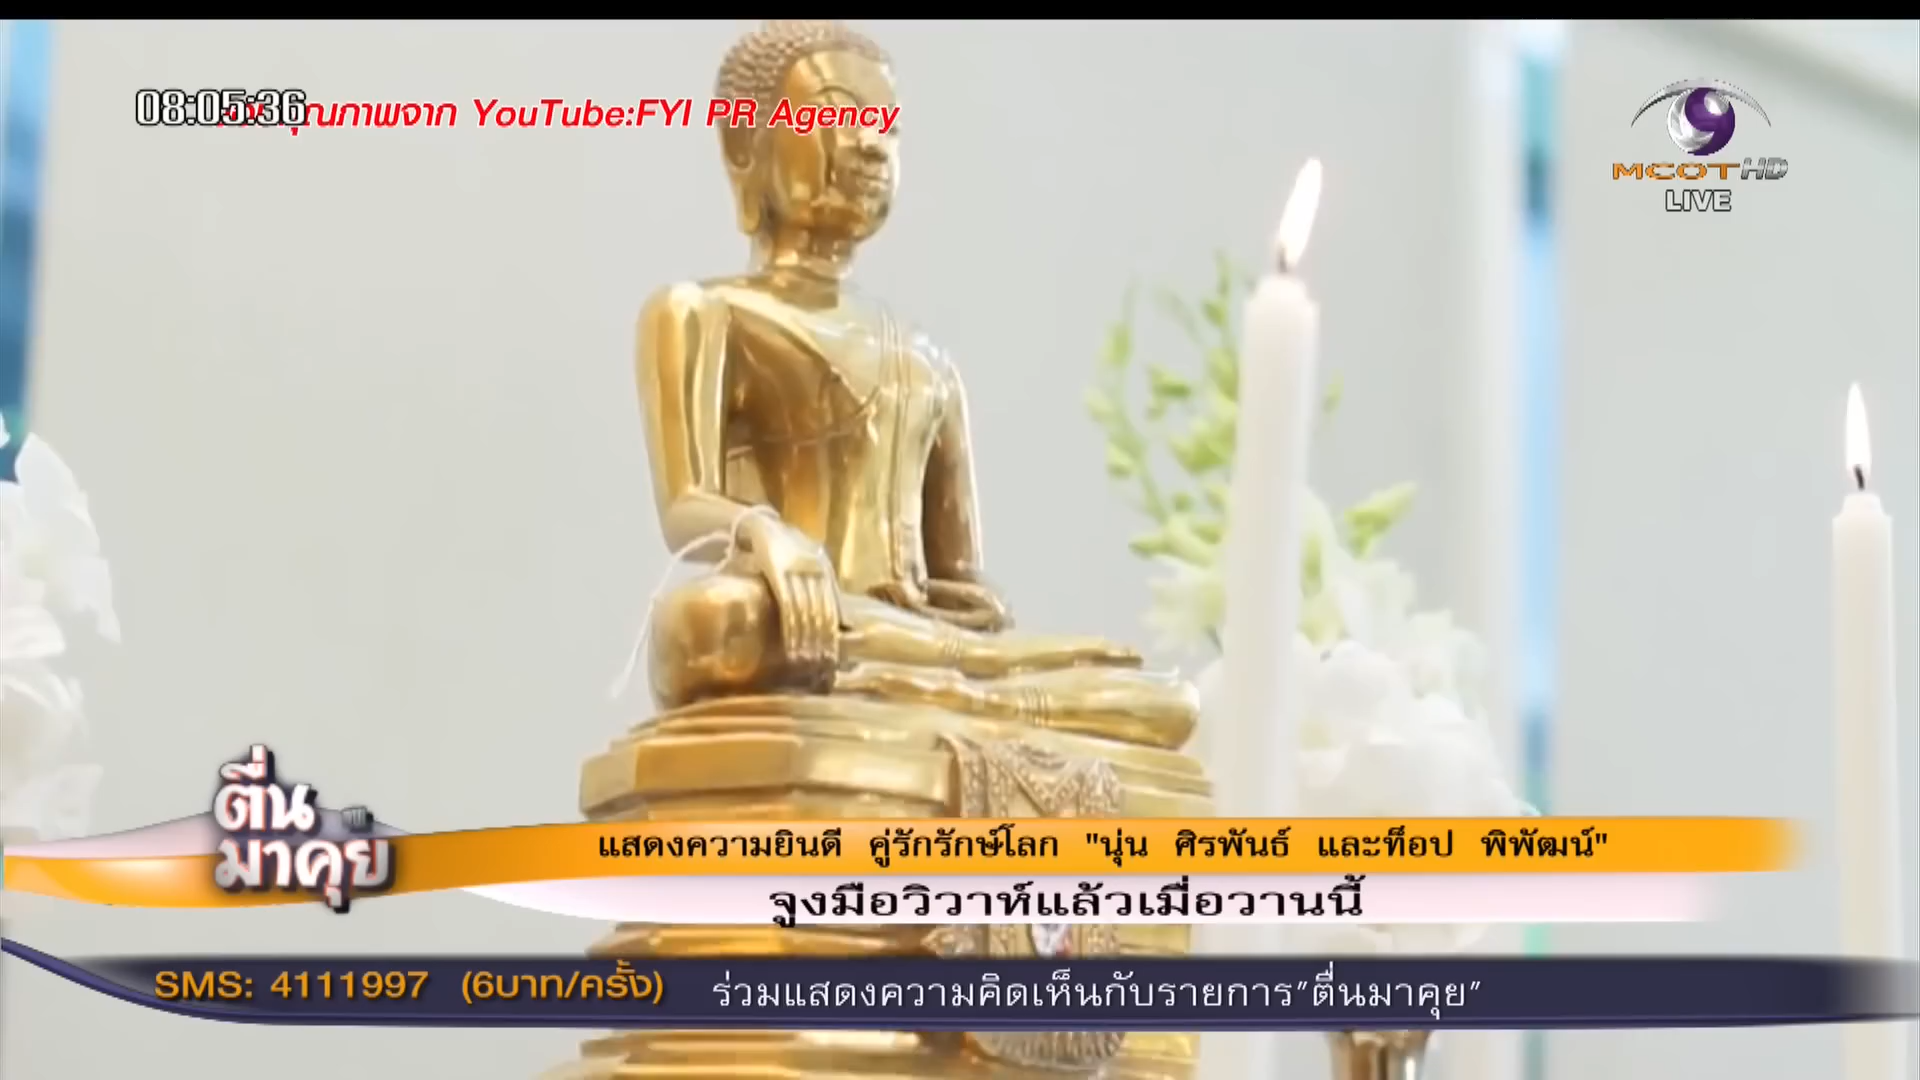 08:05:36
คุณภาพจาก YouTube:FYI PR Agency
9
MCOT HD
LIVE
ตื่น
มาคุย
แสดงความยินดี คู่รักรักษ์โลก "นุ่น ศิรพันธ์ และท็อป พิพัฒน์"
จูงมือวิวาห์แล้วเมื่อวานนี้
SMS: 4111997 (6บาท/ครั้ง) ร่วมแสดงความคิดเห็นกับรายการ"ตื่นมาคุย"